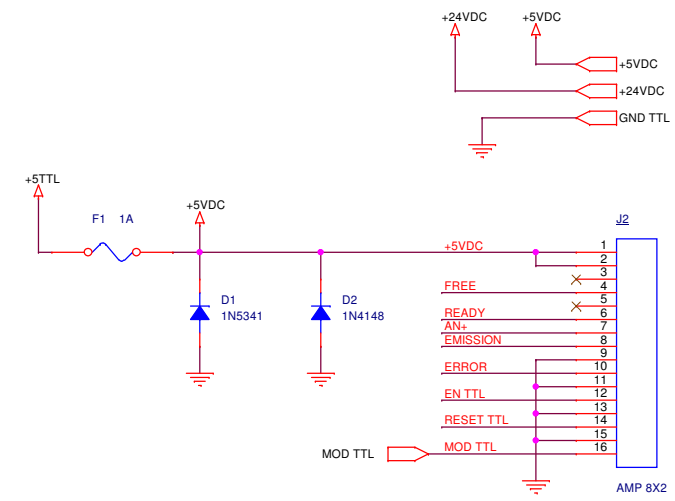 +24VDC
+5VDC
+5VDC
+24VDC
GND TTL
+5TTL
F1 1A
+5VDC
J2
+5VDC
1
2
3
FREE
4
5
READY
6
AN+
7
EMISSION
8
9
ERROR
10
11
EN TTL
12
13
RESET TTL
14
15
MOD TTL
MOD TTL
16
D1
1N5341
D2
1N4148
AMP 8X2